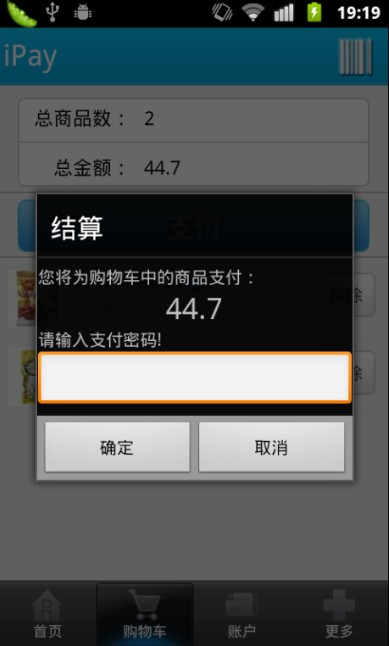 19:19
iPay
总商品数： 2
总金额： 44.7
支付
结算
您将为购物车中的商品支付：
44.7
请输入支付密码!
确定 取消
首页 购物车 账户 更多